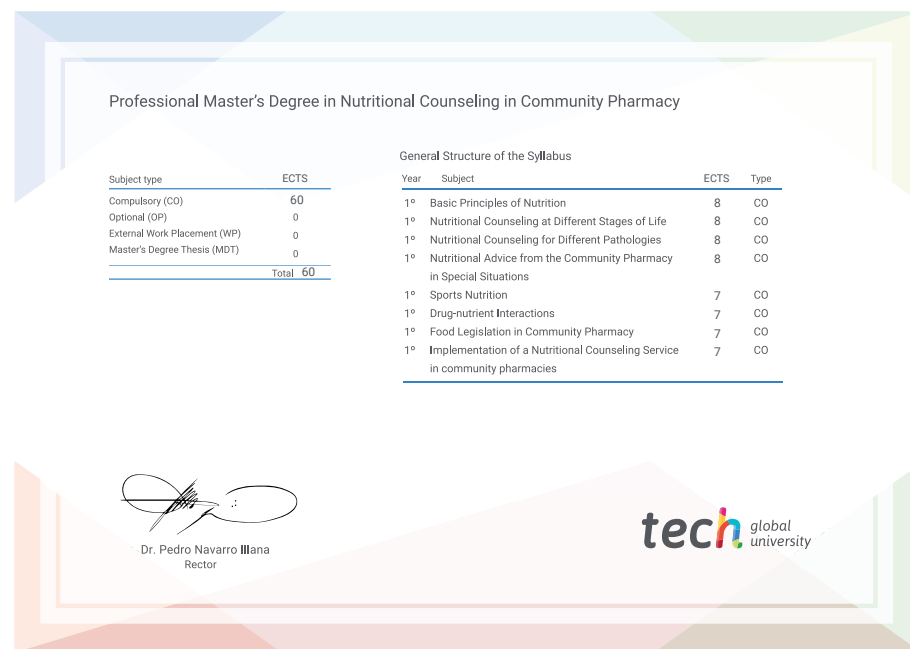 Professional Master's Degree in Nutritional Counseling in Community Pharmacy
Subject type ECTS
Compulsory (CO) 60
Optional (OP) 0
External Work Placement (WP) 0
Master's Degree Thesis (MDT) 0
Total 60
General Structure of the Syllabus
Year Subject ECTS Type
1º Basic Principles of Nutrition 8 CO
1º Nutritional Counseling at Different Stages of Life 8 CO
1º Nutritional Counseling for Different Pathologies 8 CO
1º Nutritional Advice from the Community Pharmacy 8 CO
in Special Situations
1º Sports Nutrition 7 CO
1º Drug-nutrient Interactions 7 CO
1º Food Legislation in Community Pharmacy 7 CO
1º Implementation of a Nutritional Counseling Service 7 CO
in community pharmacies
Dr. Pedro Navarro Illana
Rector
tech global
university